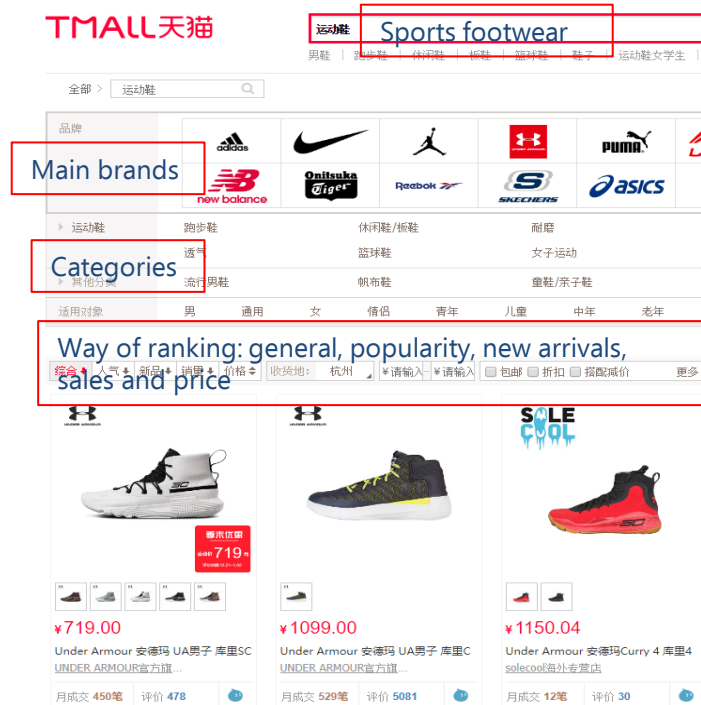 TMALL天猫
运动鞋
Sports footwear
男鞋 跑步鞋 休闲鞋 板鞋 篮球鞋 鞋子 运动鞋女学生
全部 > 运动鞋
品牌
adidas
PUMA
Main brands
new balance
Onitsuka Tiger
Reebok
SKECHERS
asics
运动鞋 跑步鞋 休闲鞋/板鞋 耐磨
透气 篮球鞋 女子运动
Categories
其他分类 流行男鞋 帆布鞋 童鞋/亲子鞋
适用对象 男 通用 女 情侣 青年 儿童 中年 老年
Way of ranking: general, popularity, new arrivals,
sales and price
综合 人气 新品 销量 价格 收货地: 杭州 ¥请输入 - ¥请输入 包邮 折扣 搭配减价 更多
UNDER ARMOUR
UNDER ARMOUR
SOLE COOL
719
¥719.00 ¥1099.00 ¥1150.04
Under Armour 安德玛 UA男子 库里SC
Under Armour 安德玛 UA男子 库里C
Under Armour 安德玛Curry 4 库里4
UNDER ARMOUR官方旗...
UNDER ARMOUR官方旗...
solecool海外专营店
月成交 450笔 评价 478
月成交 529笔 评价 5081
月成交 12笔 评价 30